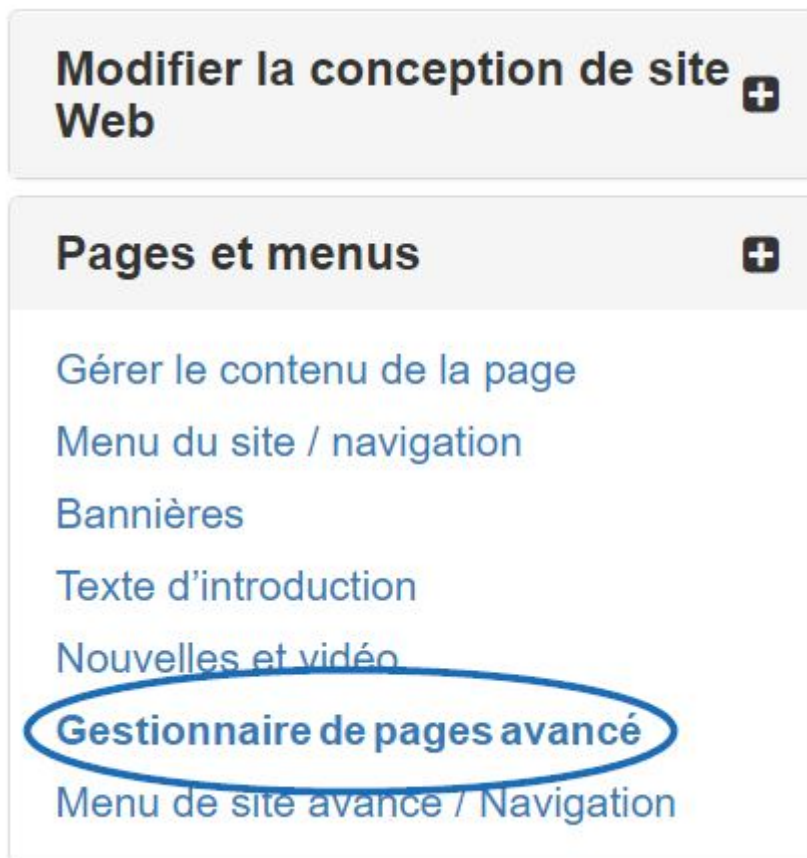 Modifier la conception de site
Web
Pages et menus
Gérer le contenu de la page
Menu du site / navigation
Bannières
Texte d’introduction
Nouvelles et vidéo
Gestionnaire de pages avancé
Menu de site avancé / Navigation